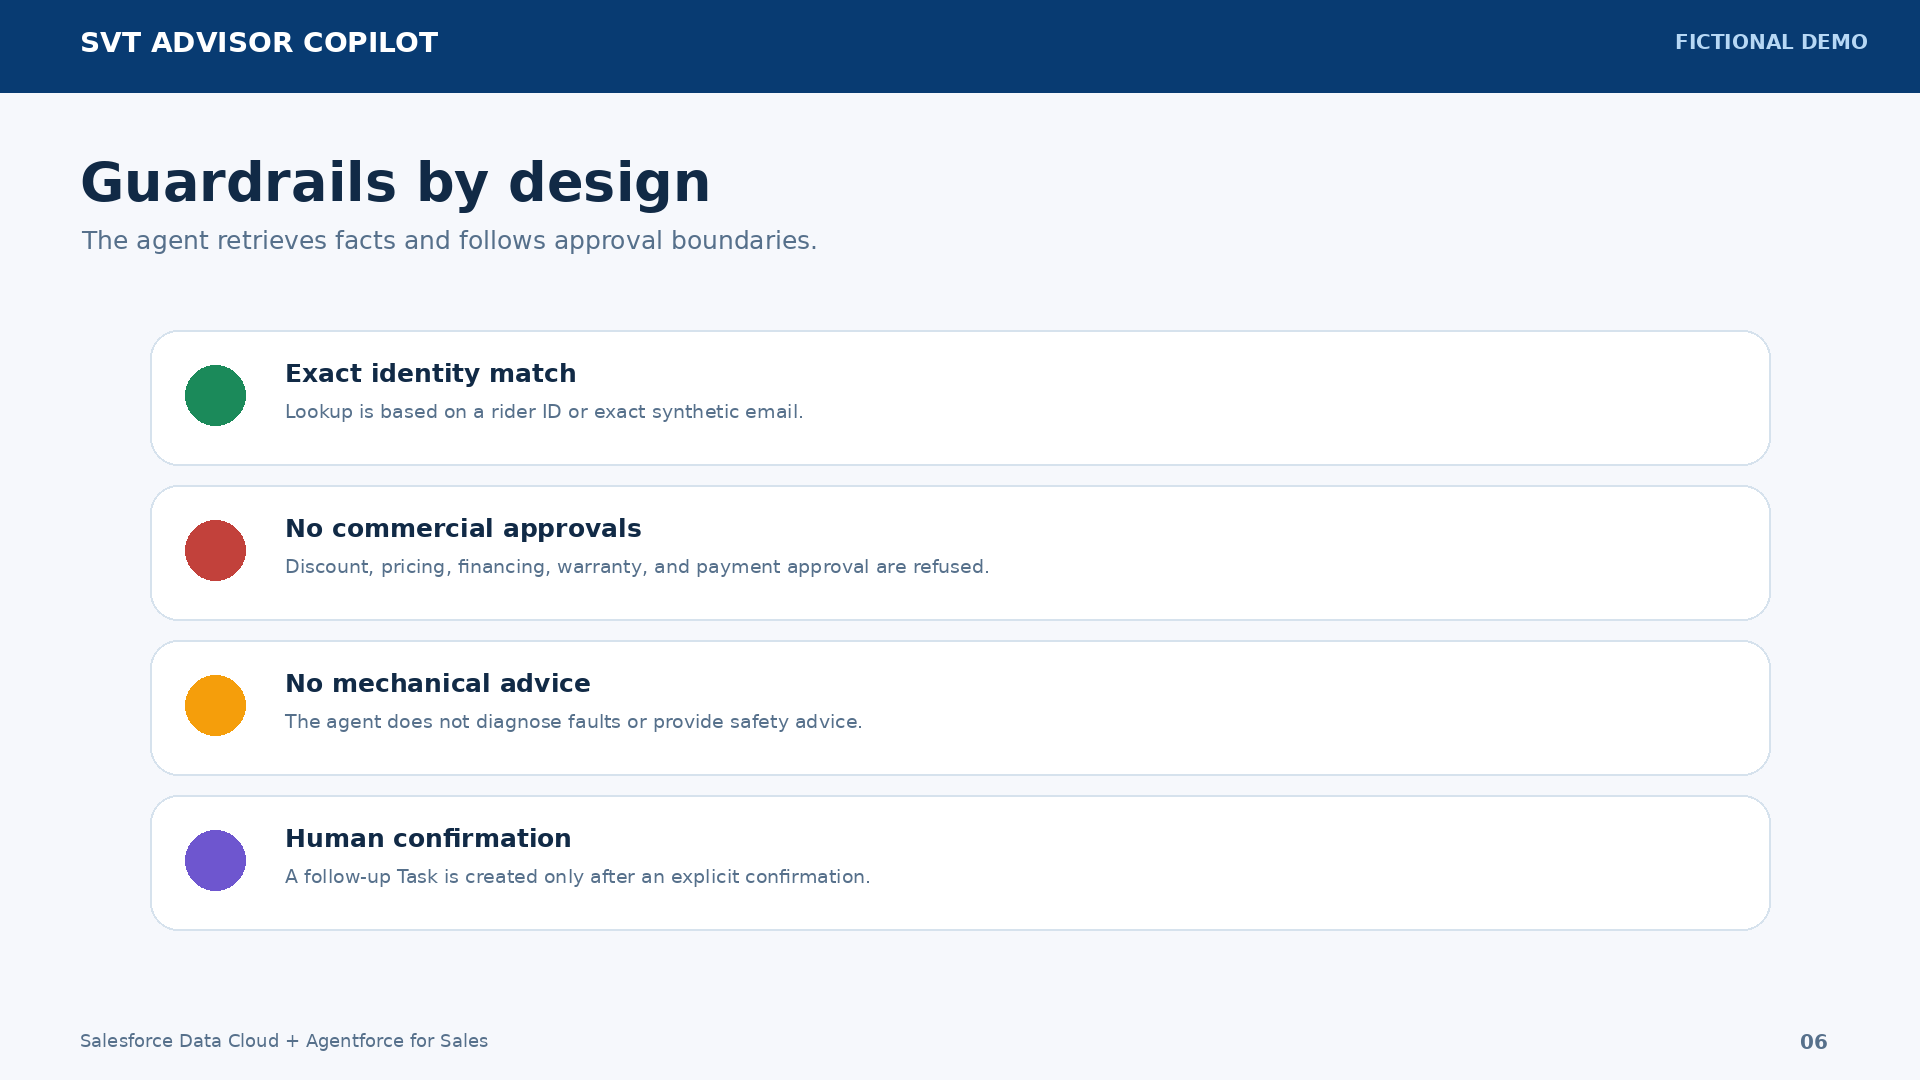 SVT ADVISOR COPILOT
FICTIONAL DEMO
Guardrails by design
The agent retrieves facts and follows approval boundaries.
Exact identity match
Lookup is based on a rider ID or exact synthetic email.
No commercial approvals
Discount, pricing, financing, warranty, and payment approval are refused.
No mechanical advice
The agent does not diagnose faults or provide safety advice.
Human confirmation
A follow-up Task is created only after an explicit confirmation.
Salesforce Data Cloud + Agentforce for Sales
06